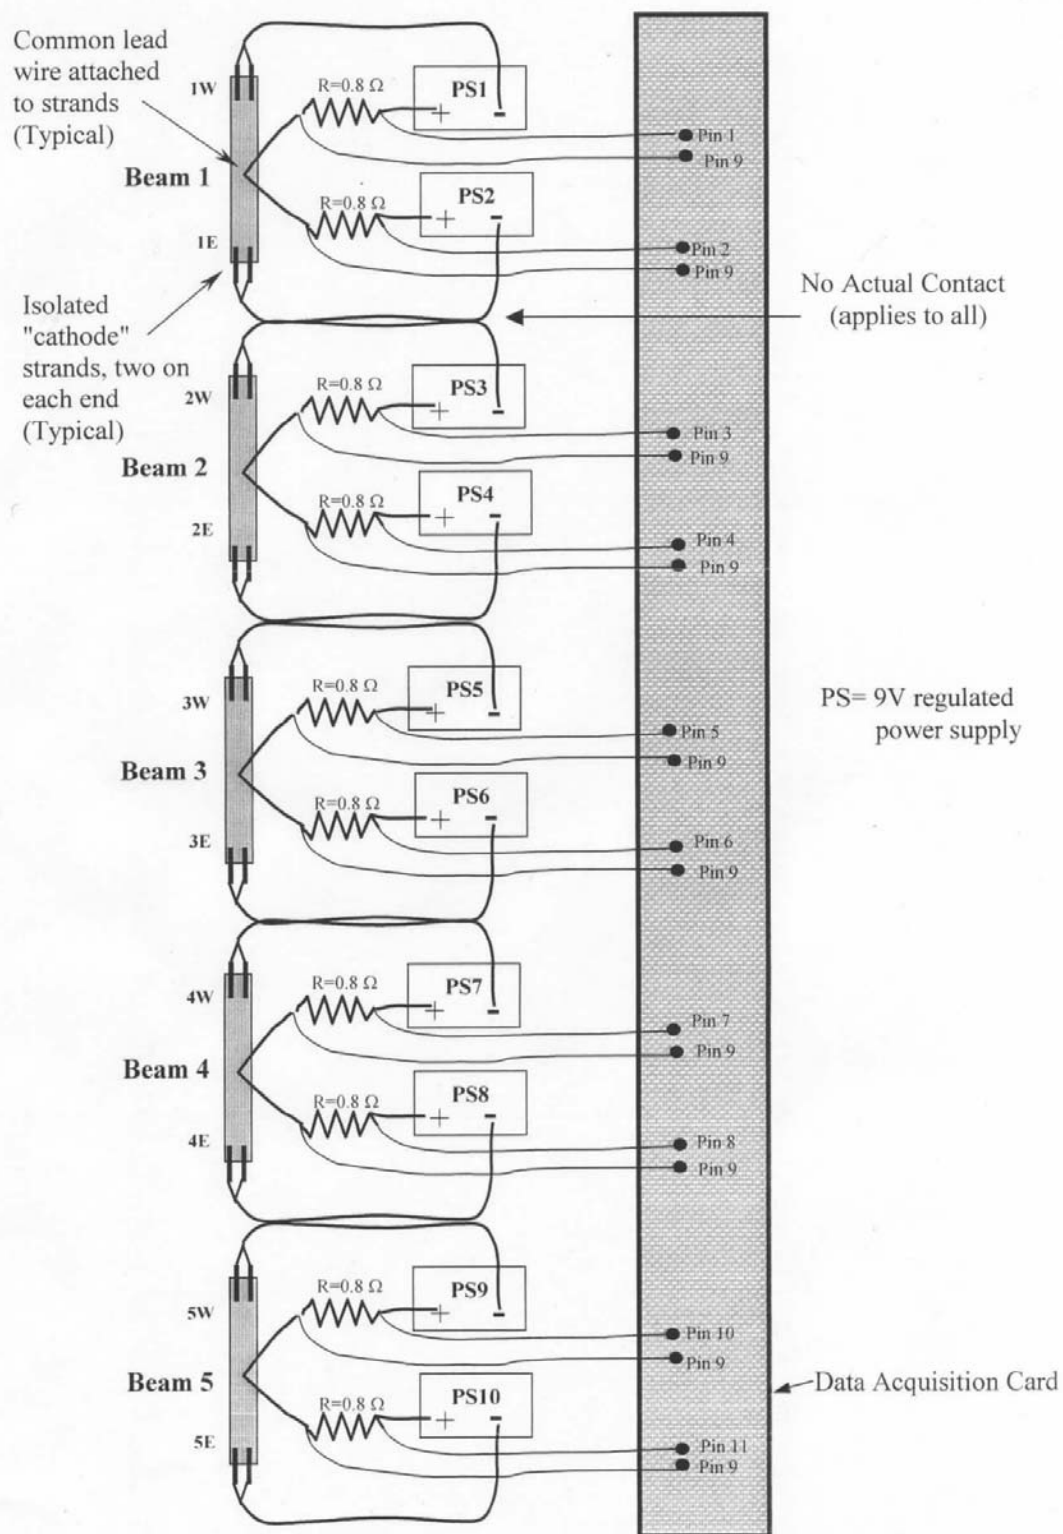 Common lead
wire attached
to strands
(Typical)
1W
R=0.8 Ω
PS1
+
-
Pin 1
Pin 9
Beam 1
R=0.8 Ω
PS2
+
-
1E
Pin 2
Pin 9
Isolated
"cathode"
strands, two on
each end
(Typical)
No Actual Contact
(applies to all)
2W
R=0.8 Ω
PS3
+
-
Pin 3
Pin 9
Beam 2
R=0.8 Ω
PS4
+
-
2E
Pin 4
Pin 9
3W
R=0.8 Ω
PS5
+
-
Pin 5
Pin 9
PS= 9V regulated
power supply
Beam 3
R=0.8 Ω
PS6
+
-
3E
Pin 6
Pin 9
4W
R=0.8 Ω
PS7
+
-
Pin 7
Pin 9
Beam 4
R=0.8 Ω
PS8
+
-
4E
Pin 8
Pin 9
5W
R=0.8 Ω
PS9
+
-
Pin 10
Pin 9
Beam 5
R=0.8 Ω
PS10
+
-
5E
Pin 11
Pin 9
Data Acquisition Card